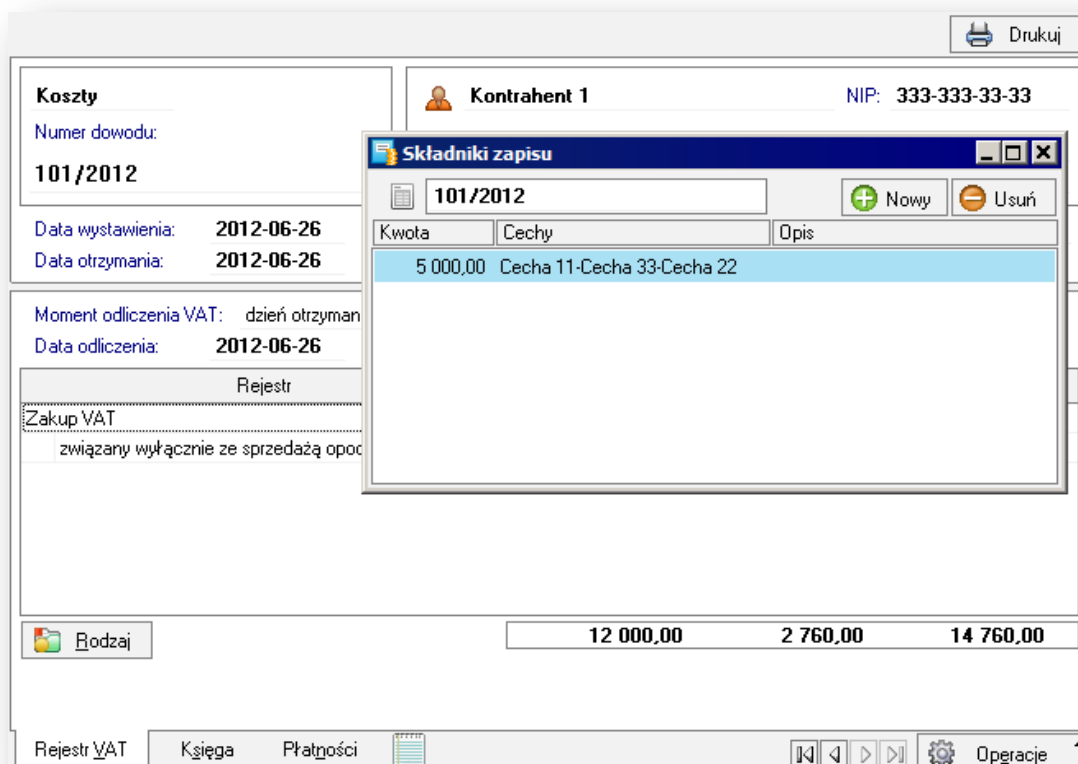 Drukuj
Koszty
Kontrahent 1 NIP: 333-333-33-33
Numer dowodu:
101/2012
Składniki zapisu
101/2012 Nowy Usuń
Kwota Cechy Opis
5 000,00 Cecha 11-Cecha 33-Cecha 22
Data wystawienia: 2012-06-26
Data otrzymania: 2012-06-26
Moment odliczenia VAT: dzień otrzyman
Data odliczenia: 2012-06-26
Rejestr
Zakup VAT
związany wyłącznie ze sprzedażą opoc
Rodzaj 12 000,00 2 760,00 14 760,00
Rejestr VAT Księga Płatności Operacje